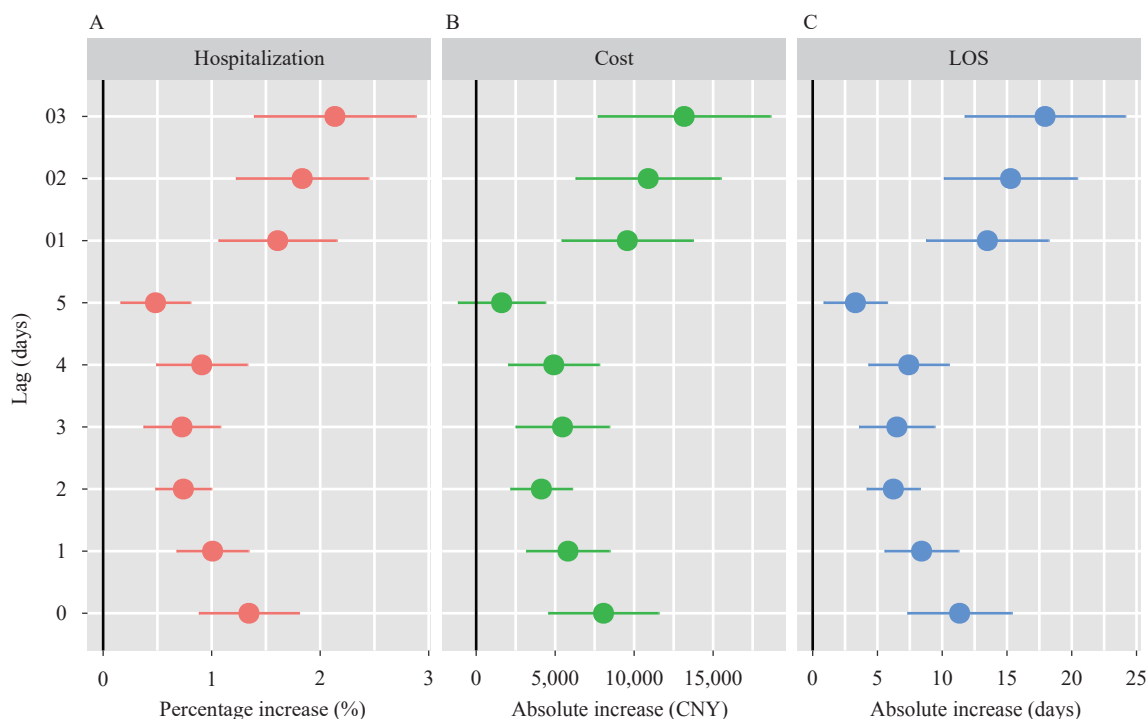 A
B
C
Hospitalization
Cost
LOS
Lag (days)
03
02
01
5
4
3
2
1
0
0 1 2 3
0 5,000 10,000 15,000
0 5 10 15 20 25
Percentage increase (%)
Absolute increase (CNY)
Absolute increase (days)